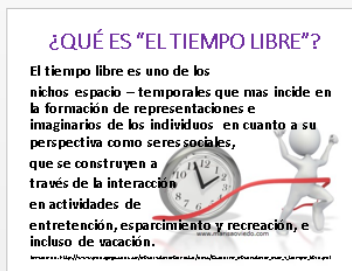 ¿QUÉ ES "EL TIEMPO LIBRE"?
El tiempo libre es uno de los
nichos espacio – temporales que mas incide en
la formación de representaciones e
imaginarios de los individuos en cuanto a su
perspectiva como seres sociales,
que se construyen a
través de la interacción
en actividades de
entretención, esparcimiento y recreación, e
incluso de vacación.